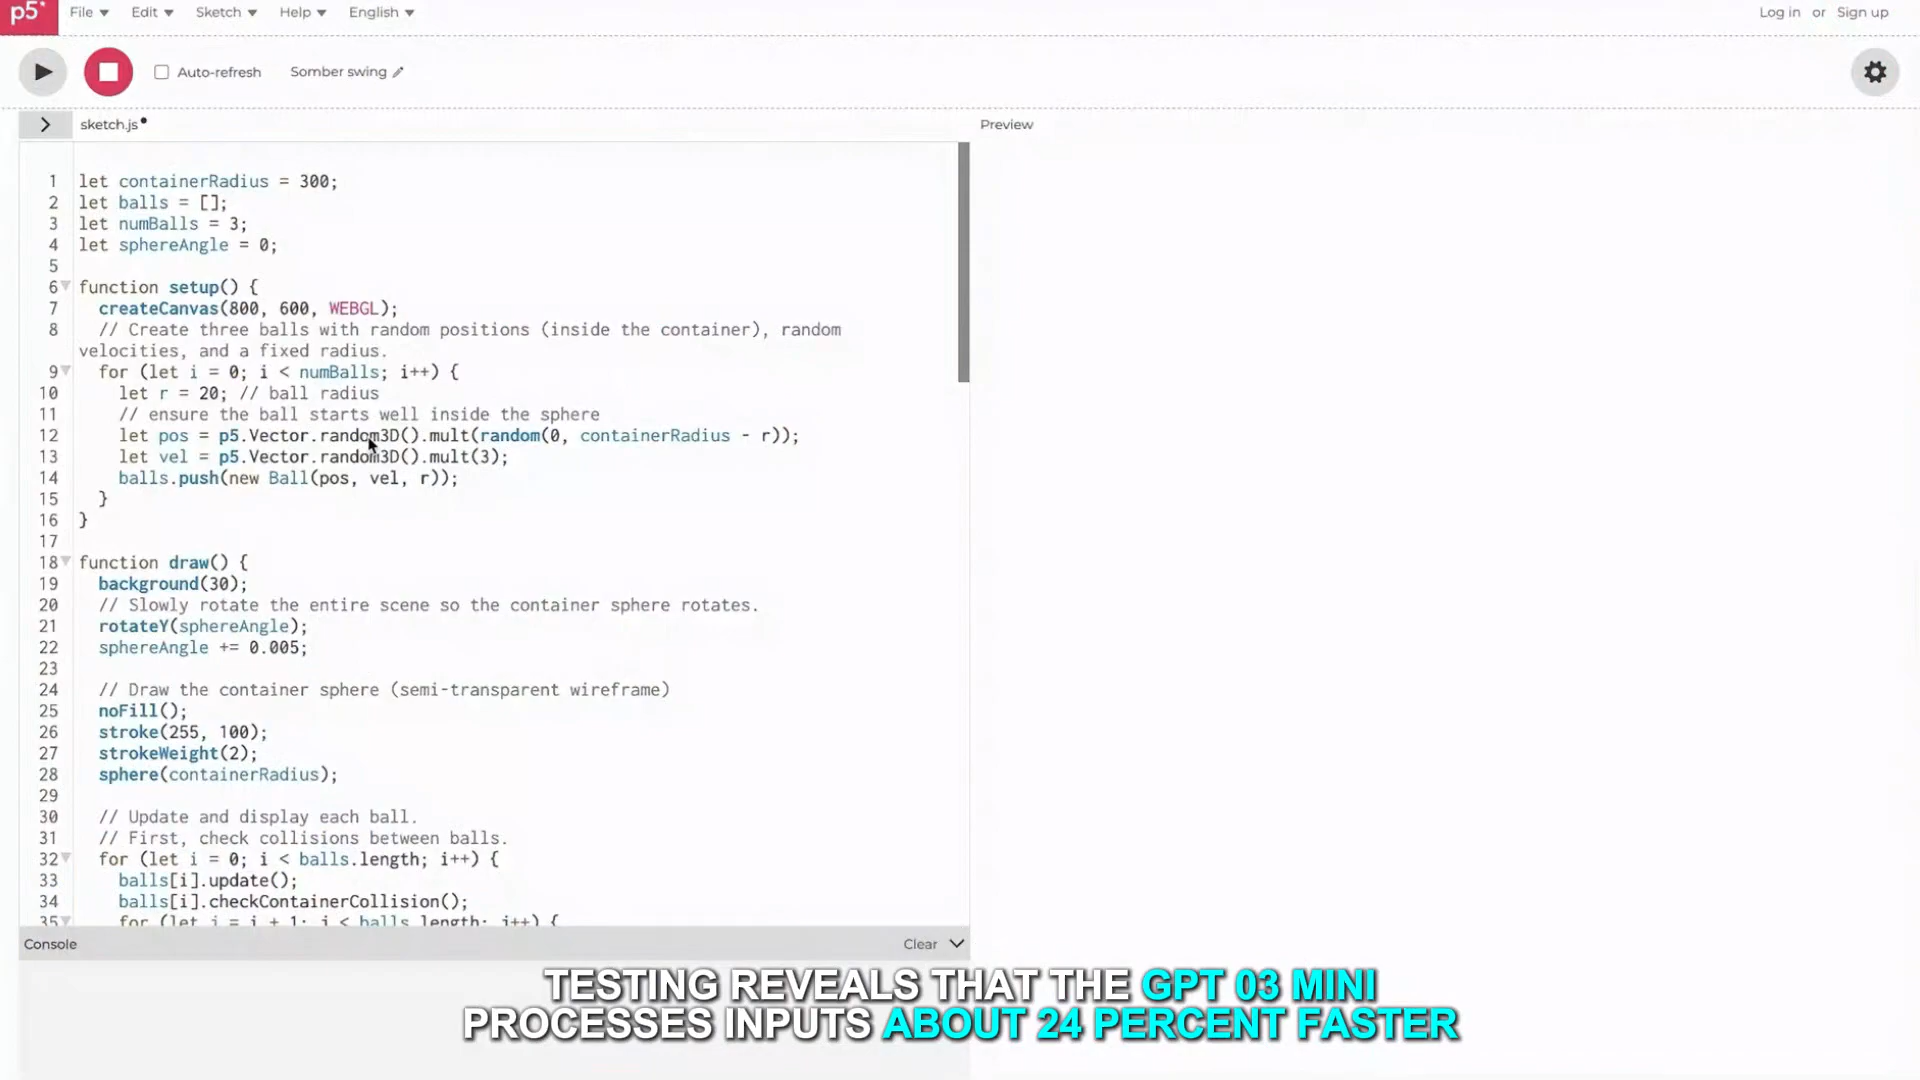 p5*
File Edit Sketch Help English
Log in or Sign up
Auto-refresh Somber swing
sketch.js
Preview
1 let containerRadius = 300;
2 let balls = [];
3 let numBalls = 3;
4 let sphereAngle = 0;
5
6 function setup() {
7 createCanvas(800, 600, WEBGL);
8 // Create three balls with random positions (inside the container), random
velocities, and a fixed radius.
9 for (let i = 0; i < numBalls; i++) {
10 let r = 20; // ball radius
11 // ensure the ball starts well inside the sphere
12 let pos = p5.Vector.random3D().mult(random(0, containerRadius - r));
13 let vel = p5.Vector.random3D().mult(3);
14 balls.push(new Ball(pos, vel, r));
15 }
16 }
17
18 function draw() {
19 background(30);
20 // Slowly rotate the entire scene so the container sphere rotates.
21 rotateY(sphereAngle);
22 sphereAngle += 0.005;
23
24 // Draw the container sphere (semi-transparent wireframe)
25 noFill();
26 stroke(255, 100);
27 strokeWeight(2);
28 sphere(containerRadius);
29
30 // Update and display each ball.
31 // First, check collisions between balls.
32 for (let i = 0; i < balls.length; i++) {
33 balls[i].update();
34 balls[i].checkContainerCollision();
35 for (let j = i + 1; j < balls.length; j++) {
Console Clear
TESTING REVEALS THAT THE GPT 03 MINI
PROCESSES INPUTS ABOUT 24 PERCENT FASTER